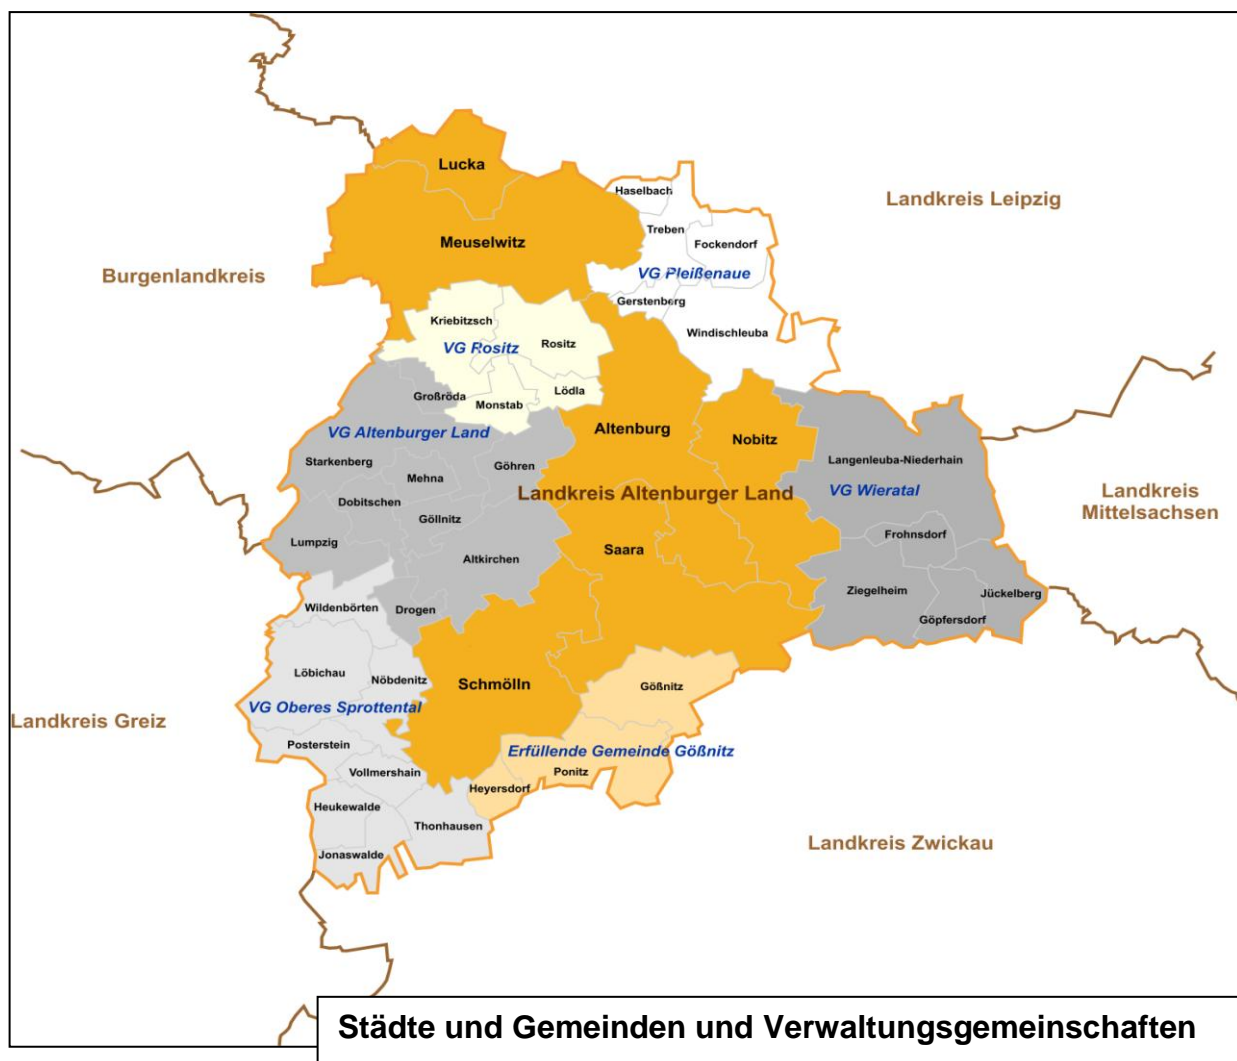 Lucka
Haselbach
Landkreis Leipzig
Treben
Meuselwitz
Fockendorf
Burgenlandkreis
VG Pleißenaue
Gerstenberg
Kriebitzsch
Windischleuba
VG Rositz
Rositz
Lödla
Großröda
Monstab
VG Altenburger Land
Altenburg
Nobitz
Starkenberg
Göhren
Langenleuba-Niederhain
Mehna
Landkreis Altenburger Land
VG Wieratal
Landkreis
Mittelsachsen
Dobitschen
Göllnitz
Lumpzig
Saara
Frohnsdorf
Altkirchen
Ziegelheim
Jückelberg
Wildenbörten
Drogen
Göpfersdorf
Löbichau
Nöbdenitz
Schmölln
Gößnitz
VG Oberes Sprottental
Landkreis Greiz
Posterstein
Erfüllende Gemeinde Gößnitz
Vollmershain
Ponitz
Heyersdorf
Heukewalde
Thonhausen
Landkreis Zwickau
Jonaswalde
Städte und Gemeinden und Verwaltungsgemeinschaften